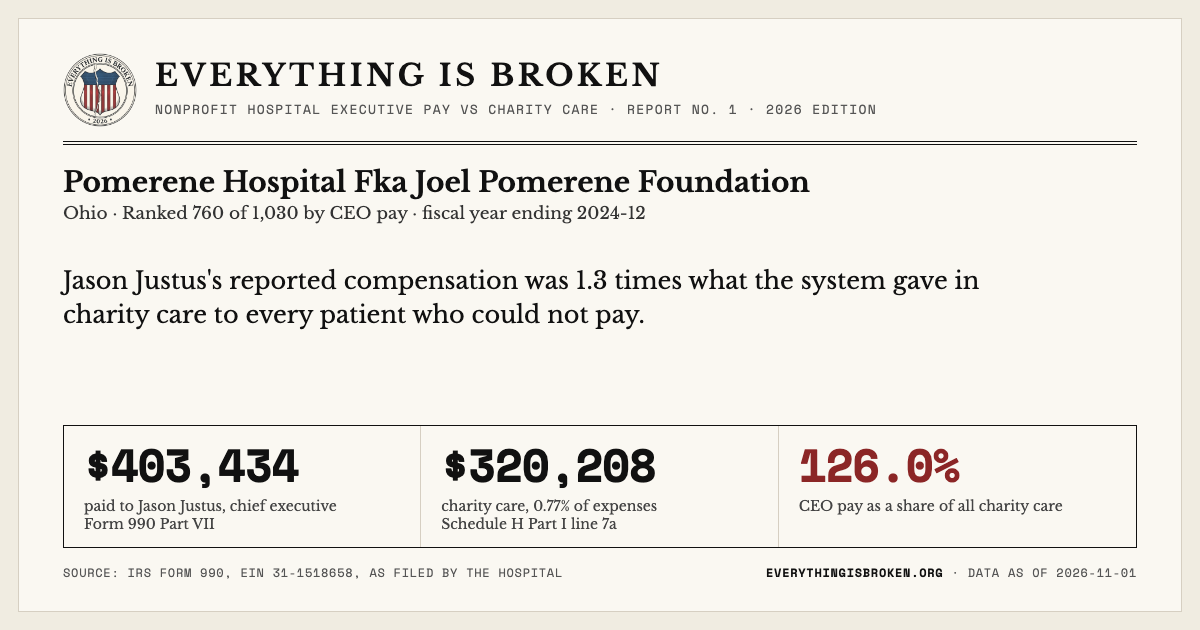 EVERYTHING IS BROKEN
2026
EVERYTHING IS BROKEN
NONPROFIT HOSPITAL EXECUTIVE PAY VS CHARITY CARE · REPORT NO. 1 · 2026 EDITION
Pomerene Hospital Fka Joel Pomerene Foundation
Ohio · Ranked 760 of 1,030 by CEO pay · fiscal year ending 2024-12
Jason Justus's reported compensation was 1.3 times what the system gave in
charity care to every patient who could not pay.
$403,434
paid to Jason Justus, chief executive
Form 990 Part VII
$320,208
charity care, 0.77% of expenses
Schedule H Part I line 7a
126.0%
CEO pay as a share of all charity care
SOURCE: IRS FORM 990, EIN 31-1518658, AS FILED BY THE HOSPITAL
EVERYTHINGISBROKEN.ORG · DATA AS OF 2026-11-01